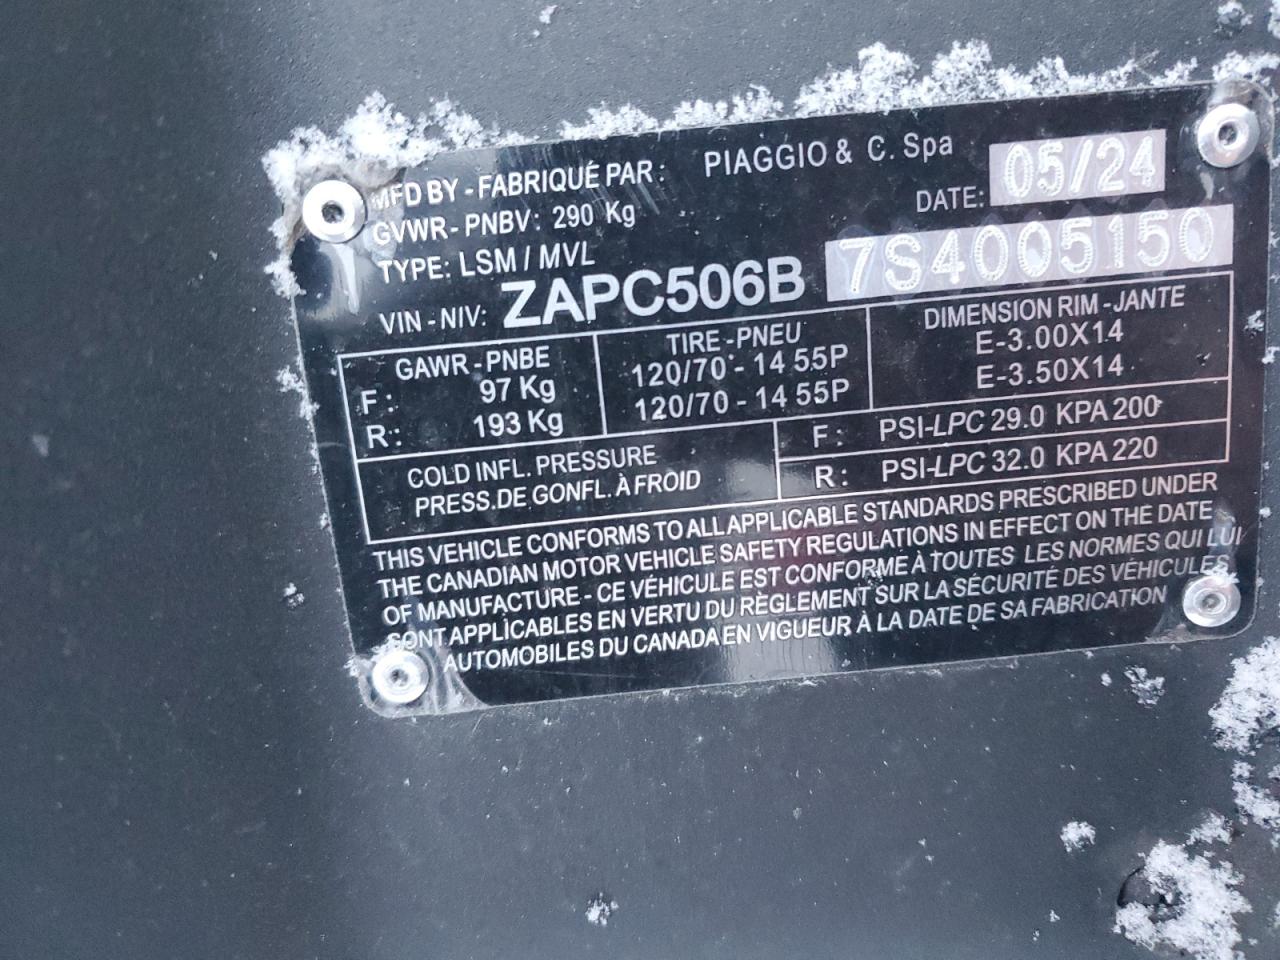 MFD BY - FABRIQUÉ PAR : PIAGGIO & C. Spa
GVWR - PNBV: 290 Kg DATE: 05/24
TYPE: LSM / MVL
VIN - NIV: ZAPC506B 7S4005150
GAWR - PNBE TIRE - PNEU DIMENSION RIM - JANTE
F : 97 Kg 120/70 - 14 55P E-3.00X14
R : 193 Kg 120/70 - 14 55P E-3.50X14
COLD INFL. PRESSURE F : PSI-LPC 29.0 KPA 200
PRESS.DE GONFL. À FROID R : PSI-LPC 32.0 KPA 220
THIS VEHICLE CONFORMS TO ALL APPLICABLE STANDARDS PRESCRIBED UNDER
THE CANADIAN MOTOR VEHICLE SAFETY REGULATIONS IN EFFECT ON THE DATE
OF MANUFACTURE - CE VÉHICULE EST CONFORME À TOUTES LES NORMES QUI LUI
SONT APPLICABLES EN VERTU DU RÈGLEMENT SUR LA SÉCURITÉ DES VÉHICULES
AUTOMOBILES DU CANADA EN VIGUEUR À LA DATE DE SA FABRICATION